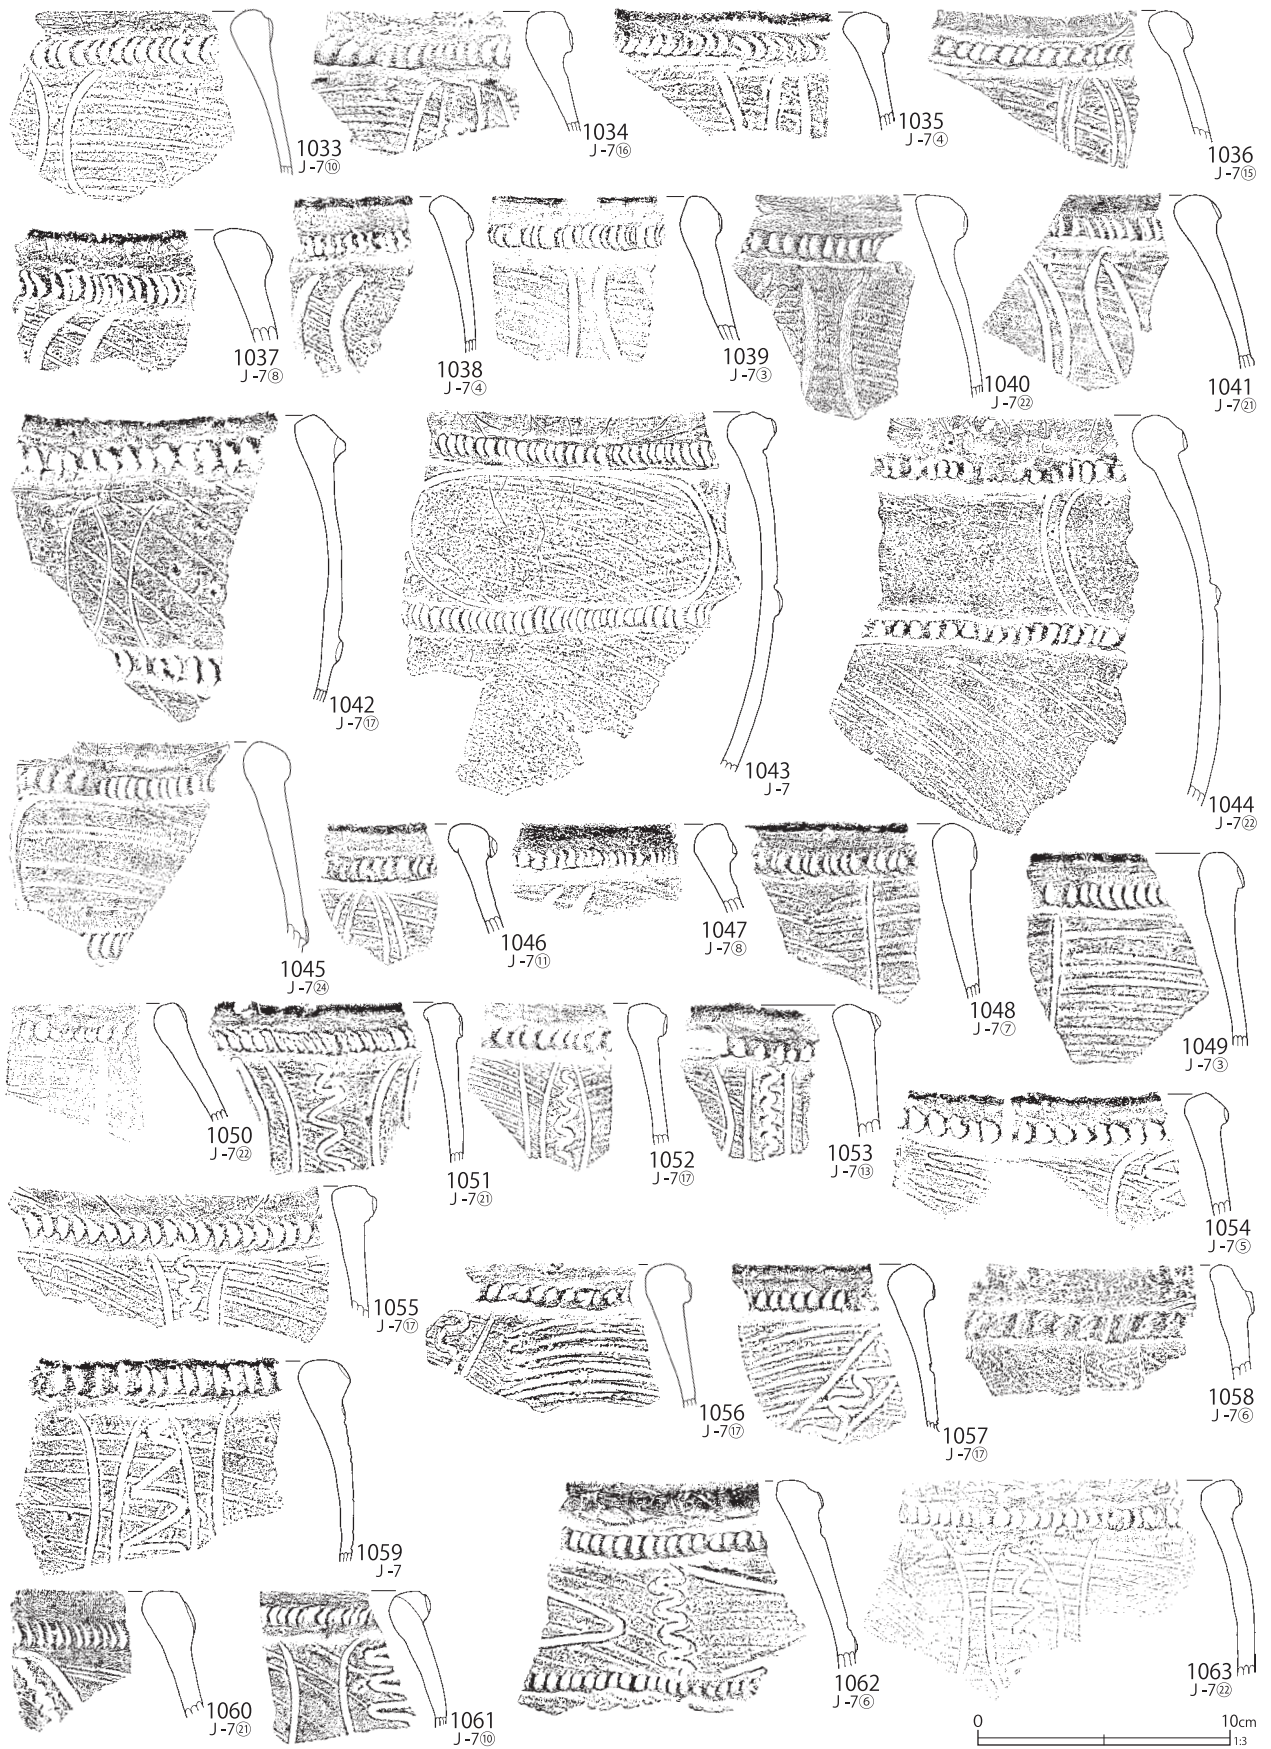 1033
J-7⑩
1034
J-7⑯
1035
J-7④
1036
J-7⑮
1037
J-7⑧
1038
J-7④
1039
J-7③
1040
J-7㉒
1041
J-7㉑
1042
J-7⑰
1043
J-7
1044
J-7㉒
1045
J-7㉔
1046
J-7⑪
1047
J-7⑧
1048
J-7⑦
1049
J-7③
1050
J-7㉒
1051
J-7㉑
1052
J-7⑰
1053
J-7⑬
1054
J-7⑤
1055
J-7⑰
1056
J-7⑰
1057
J-7⑰
1058
J-7⑥
1059
J-7
1060
J-7㉑
1061
J-7⑩
1062
J-7⑥
1063
J-7㉒
0 10cm
1:3